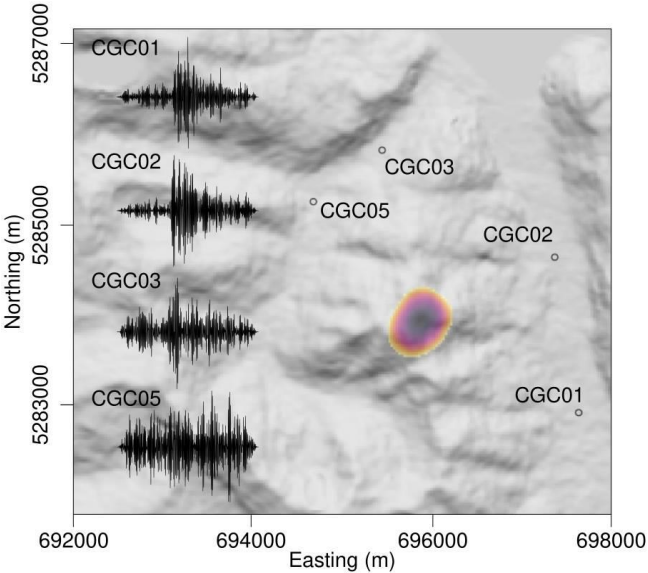 5287000
CGC01
CGC02
CGC03
CGC05
5285000
CGC02
Northing (m)
CGC03
5283000
CGC05
CGC01
692000
694000
696000
698000
Easting (m)